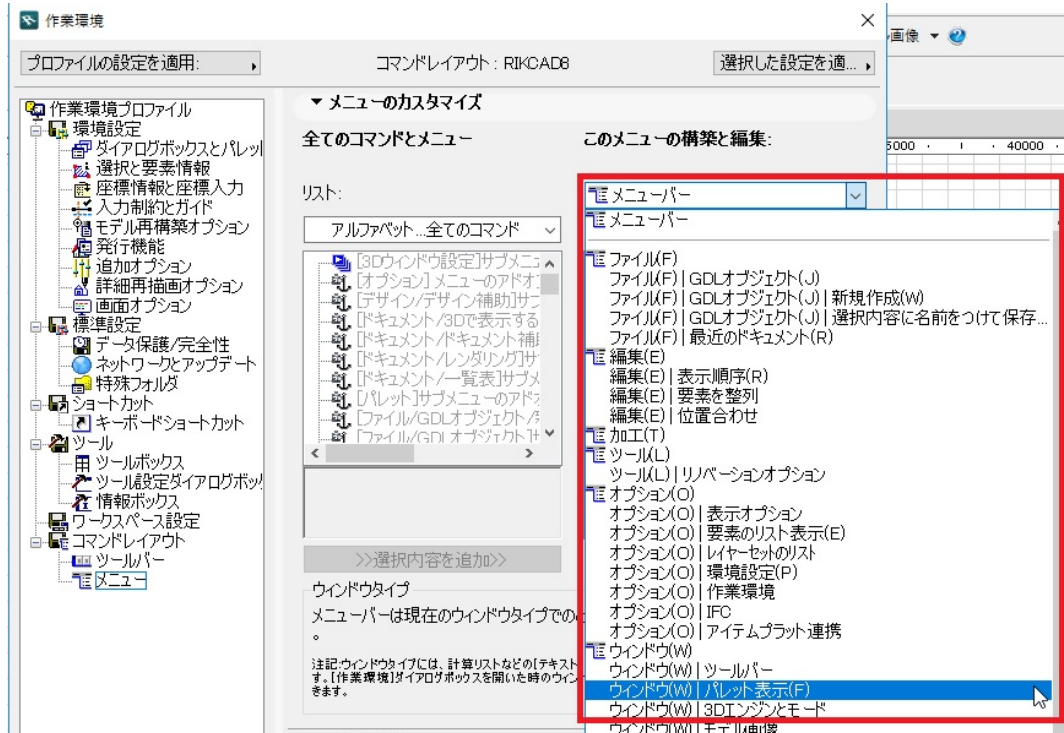 作業環境
プロファイルの設定を適用:
コマンドレイアウト : RIKCAD8
選択した設定を適...
画像
作業環境プロファイル
環境設定
ダイアログボックスとパレッ
選択と要素情報
座標情報と座標入力
入力制約とガイド
モデル再構築オプション
発行機能
追加オプション
詳細再描画オプション
画面オプション
標準設定
データ保護/完全性
ネットワークとアップデート
特殊フォルダ
ショートカット
キーボードショートカット
ツール
ツールボックス
ツール設定ダイアログボッ
情報ボックス
ワークスペース設定
コマンドレイアウト
ツールバー
メニュー
メニューのカスタマイズ
全てのコマンドとメニュー
リスト:
アルファベット...全てのコマンド
[3Dウィンドウ設定]サブメニュ
[オプション] メニューのアドオ
[デザイン/デザイン補助]サブ
[ドキュメント/3Dで表示する
[ドキュメント/ドキュメント補
[ドキュメント/レンダリング]サ
[ドキュメント/一覧表]サブメ
[パレット]サブメニューのアドオ
[ファイル/GDLオブジェクト/
[ファイル/GDLオブジェクト]サ
>>選択内容を追加>>
ウィンドウタイプ
メニューバーは現在のウィンドウタイプでの
。
注記:ウィンドウタイプには、計算リストなどの[テキスト
す。[作業環境]ダイアログボックスを開いた時のウィン
きます。
このメニューの構築と編集:
メニューバー
メニューバー
ファイル(F)
ファイル(F) | GDLオブジェクト(J)
ファイル(F) | GDLオブジェクト(J) | 新規作成(W)
ファイル(F) | GDLオブジェクト(J) | 選択内容に名前をつけて保存...
ファイル(F) | 最近のドキュメント(R)
編集(E)
編集(E) | 表示順序(R)
編集(E) | 要素を整列
編集(E) | 位置合わせ
加工(T)
ツール(L)
ツール(L) | リノベーションオプション
オプション(O)
オプション(O) | 表示オプション
オプション(O) | 要素のリスト表示(E)
オプション(O) | レイヤーセットのリスト
オプション(O) | 環境設定(P)
オプション(O) | 作業環境
オプション(O) | IFC
オプション(O) | アイテムプラット連携
ウィンドウ(W)
ウィンドウ(W) | ツールバー
ウィンドウ(W) | パレット表示(F)
ウィンドウ(W) | 3Dエンジンとモード
ウィンドウ(W) | モデル画像
5000
40000